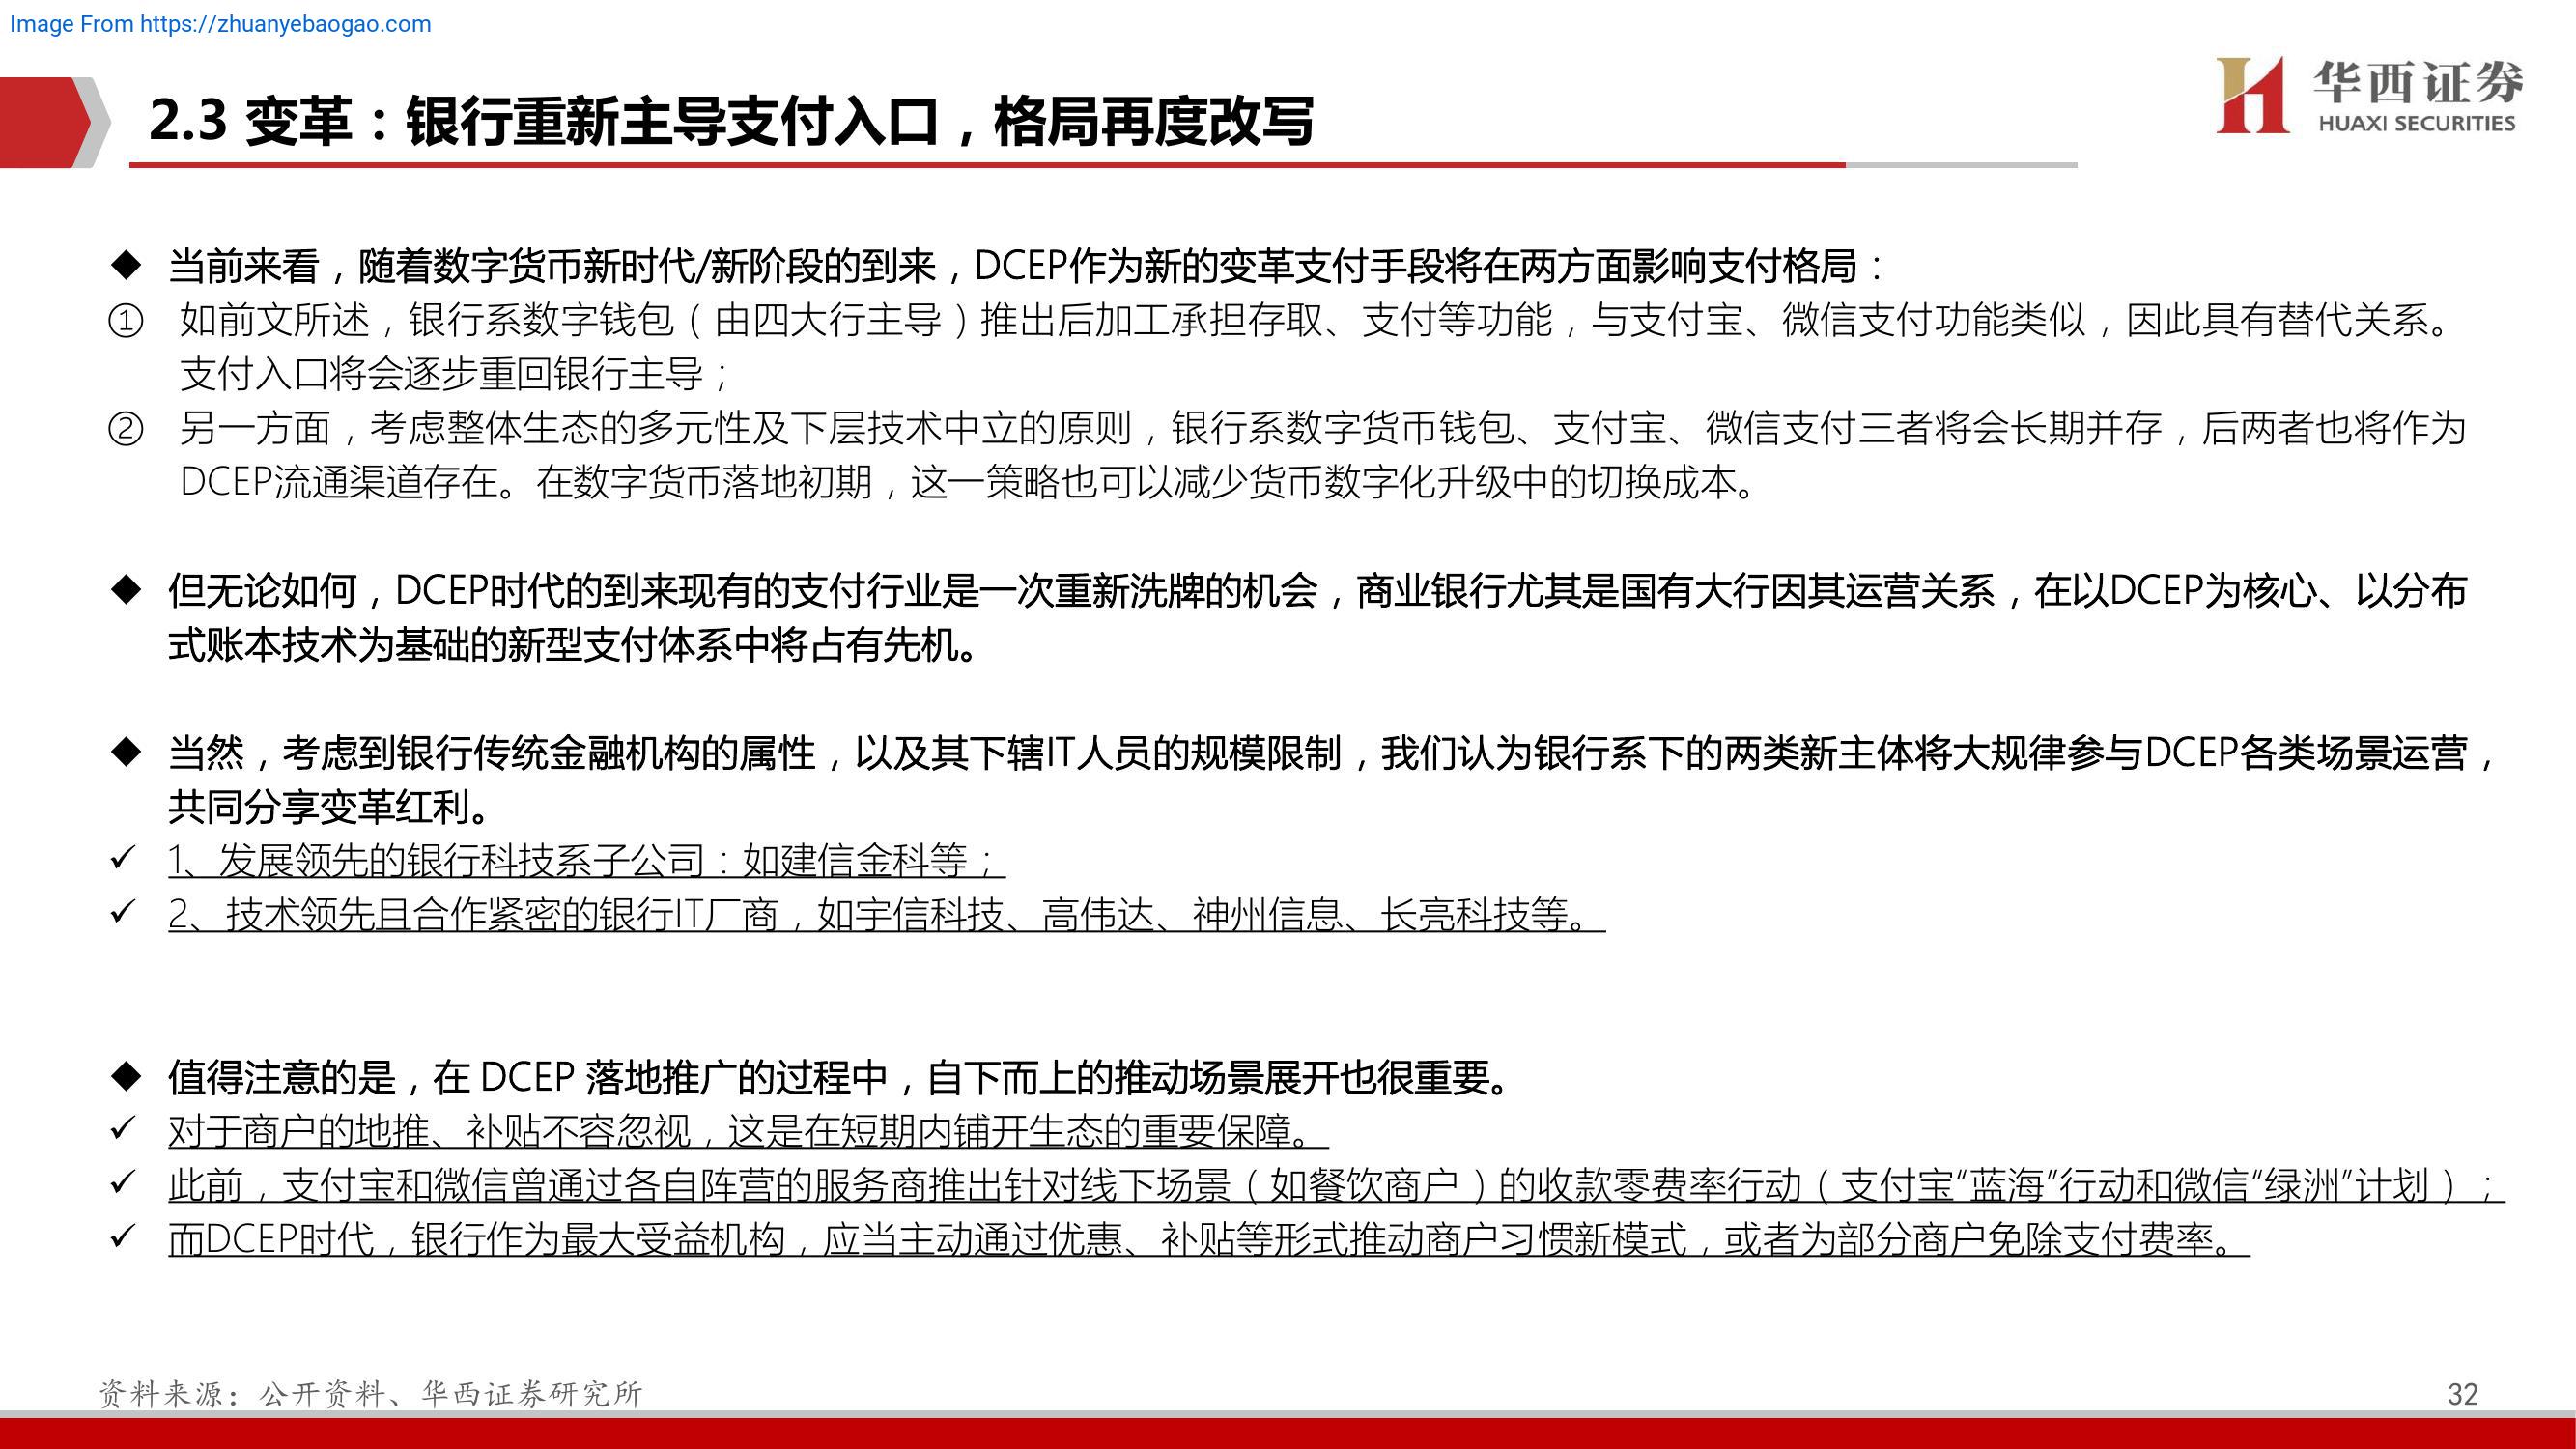 Image From https://zhuanyebaogao.com
华西证券
HUAXI SECURITIES
2.3 变革：银行重新主导支付入口，格局再度改写
◆ 当前来看，随着数字货币新时代/新阶段的到来，DCEP作为新的变革支付手段将在两方面影响支付格局：
① 如前文所述，银行系数字钱包（由四大行主导）推出后加工承担存取、支付等功能，与支付宝、微信支付功能类似，因此具有替代关系。
支付入口将会逐步重回银行主导；
② 另一方面，考虑整体生态的多元性及下层技术中立的原则，银行系数字货币钱包、支付宝、微信支付三者将会长期并存，后两者也将作为
DCEP流通渠道存在。在数字货币落地初期，这一策略也可以减少货币数字化升级中的切换成本。
◆ 但无论如何，DCEP时代的到来现有的支付行业是一次重新洗牌的机会，商业银行尤其是国有大行因其运营关系，在以DCEP为核心、以分布
式账本技术为基础的新型支付体系中将占有先机。
◆ 当然，考虑到银行传统金融机构的属性，以及其下辖IT人员的规模限制，我们认为银行系下的两类新主体将大规律参与DCEP各类场景运营，
共同分享变革红利。
✓ 1、发展领先的银行科技系子公司：如建信金科等；
✓ 2、技术领先且合作紧密的银行IT厂商，如宇信科技、高伟达、神州信息、长亮科技等。
◆ 值得注意的是，在 DCEP 落地推广的过程中，自下而上的推动场景展开也很重要。
✓ 对于商户的地推、补贴不容忽视，这是在短期内铺开生态的重要保障。
✓ 此前，支付宝和微信曾通过各自阵营的服务商推出针对线下场景（如餐饮商户）的收款零费率行动（支付宝“蓝海”行动和微信“绿洲”计划）；
✓ 而DCEP时代，银行作为最大受益机构，应当主动通过优惠、补贴等形式推动商户习惯新模式，或者为部分商户免除支付费率。
资料来源：公开资料、华西证券研究所
32